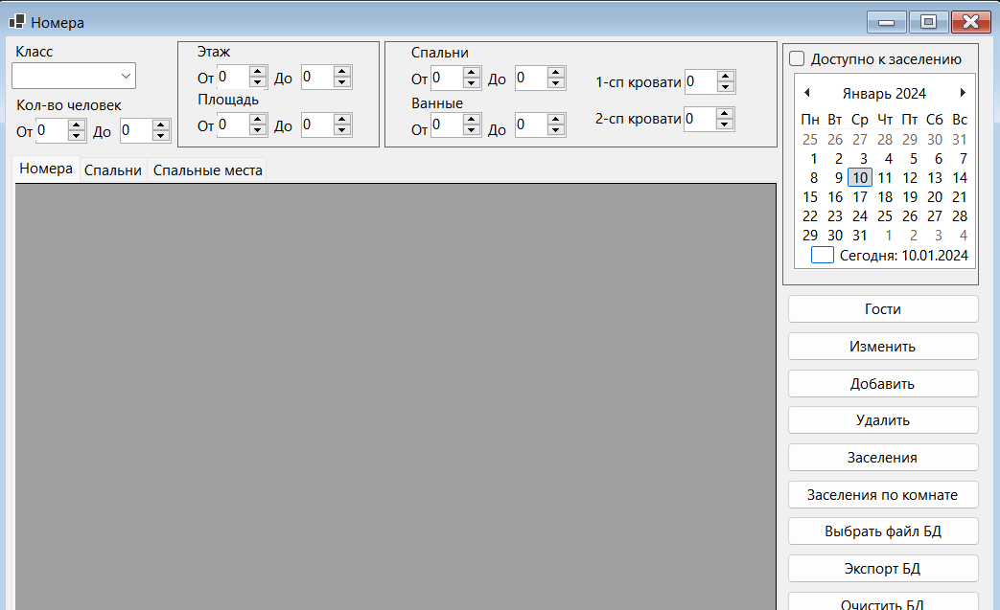 Номера
Класс
Кол-во человек
От 0 До 0
Этаж
От 0 До 0
Площадь
От 0 До 0
Спальни
От 0 До 0
Ванные
От 0 До 0
1-сп кровати 0
2-сп кровати 0
Доступно к заселению
Январь 2024
Пн Вт Ср Чт Пт Сб Вс
25 26 27 28 29 30 31
1 2 3 4 5 6 7
8 9 10 11 12 13 14
15 16 17 18 19 20 21
22 23 24 25 26 27 28
29 30 31 1 2 3 4
Сегодня: 10.01.2024
Номера Спальни Спальные места
Гости
Изменить
Добавить
Удалить
Заселения
Заселения по комнате
Выбрать файл БД
Экспорт БД
Очистить БД